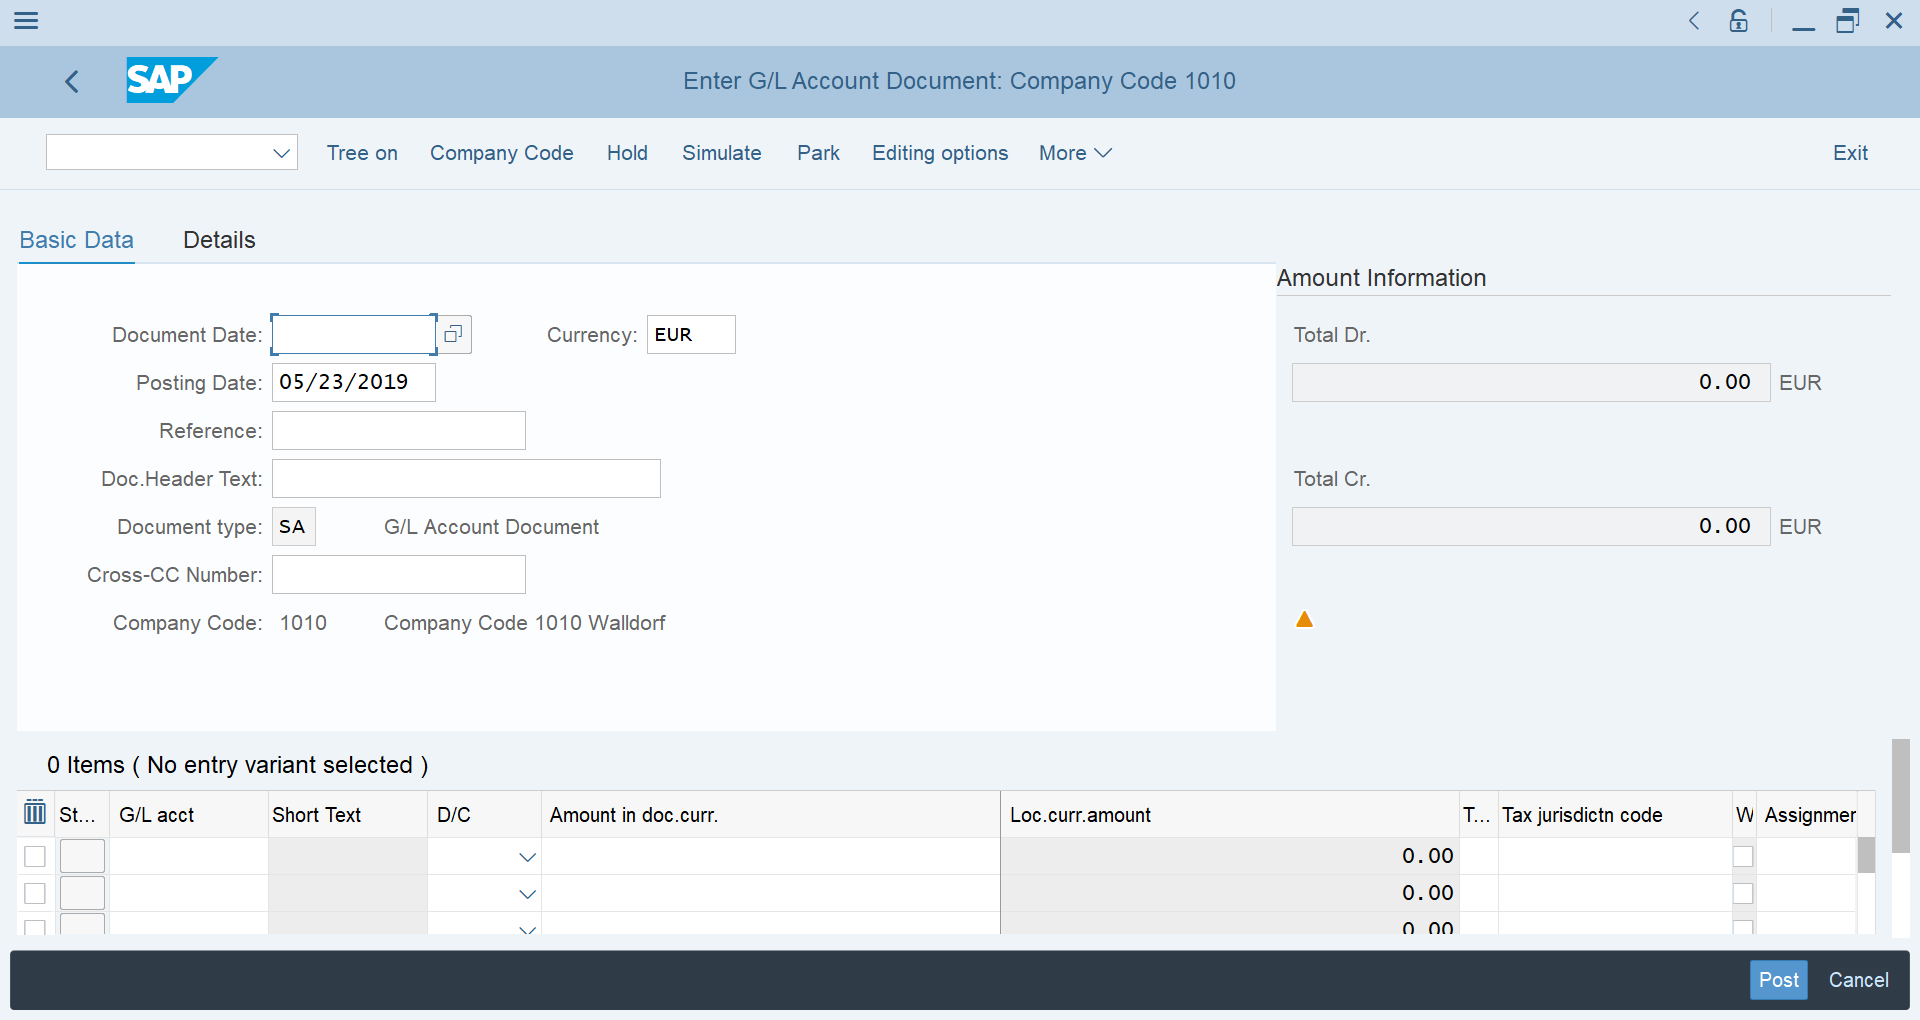 SAP
Enter G/L Account Document: Company Code 1010
Tree on Company Code Hold Simulate Park Editing options More Exit
Basic Data Details
Amount Information
Document Date: Currency: EUR Total Dr.
Posting Date: 05/23/2019 0.00 EUR
Reference:
Doc.Header Text: Total Cr.
Document type: SA G/L Account Document 0.00 EUR
Cross-CC Number:
Company Code: 1010 Company Code 1010 Walldorf
0 Items ( No entry variant selected )
St... G/L acct Short Text D/C Amount in doc.curr. Loc.curr.amount T... Tax jurisdictn code W Assignmer
0.00
0.00
0.00
Post Cancel